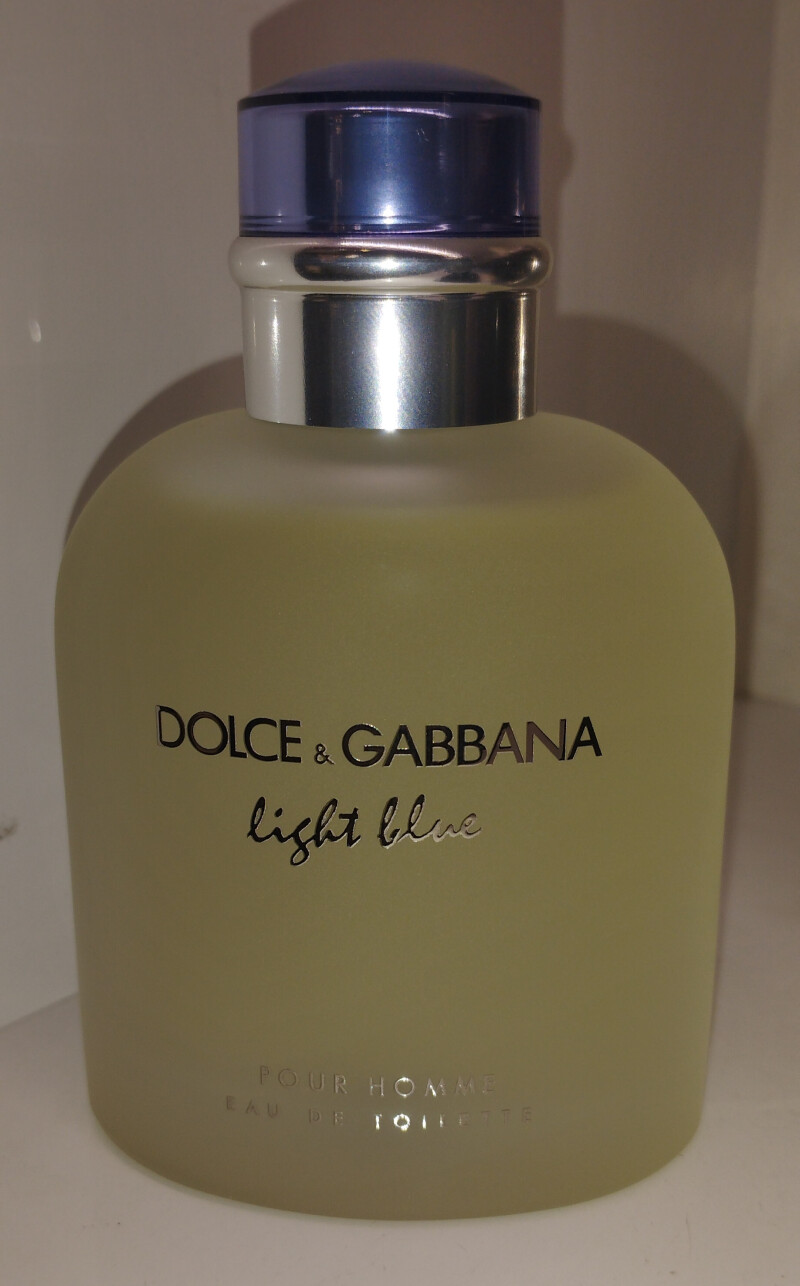 DOLCE & GABBANA
light blue
POUR HOMME
EAU DE TOILETTE